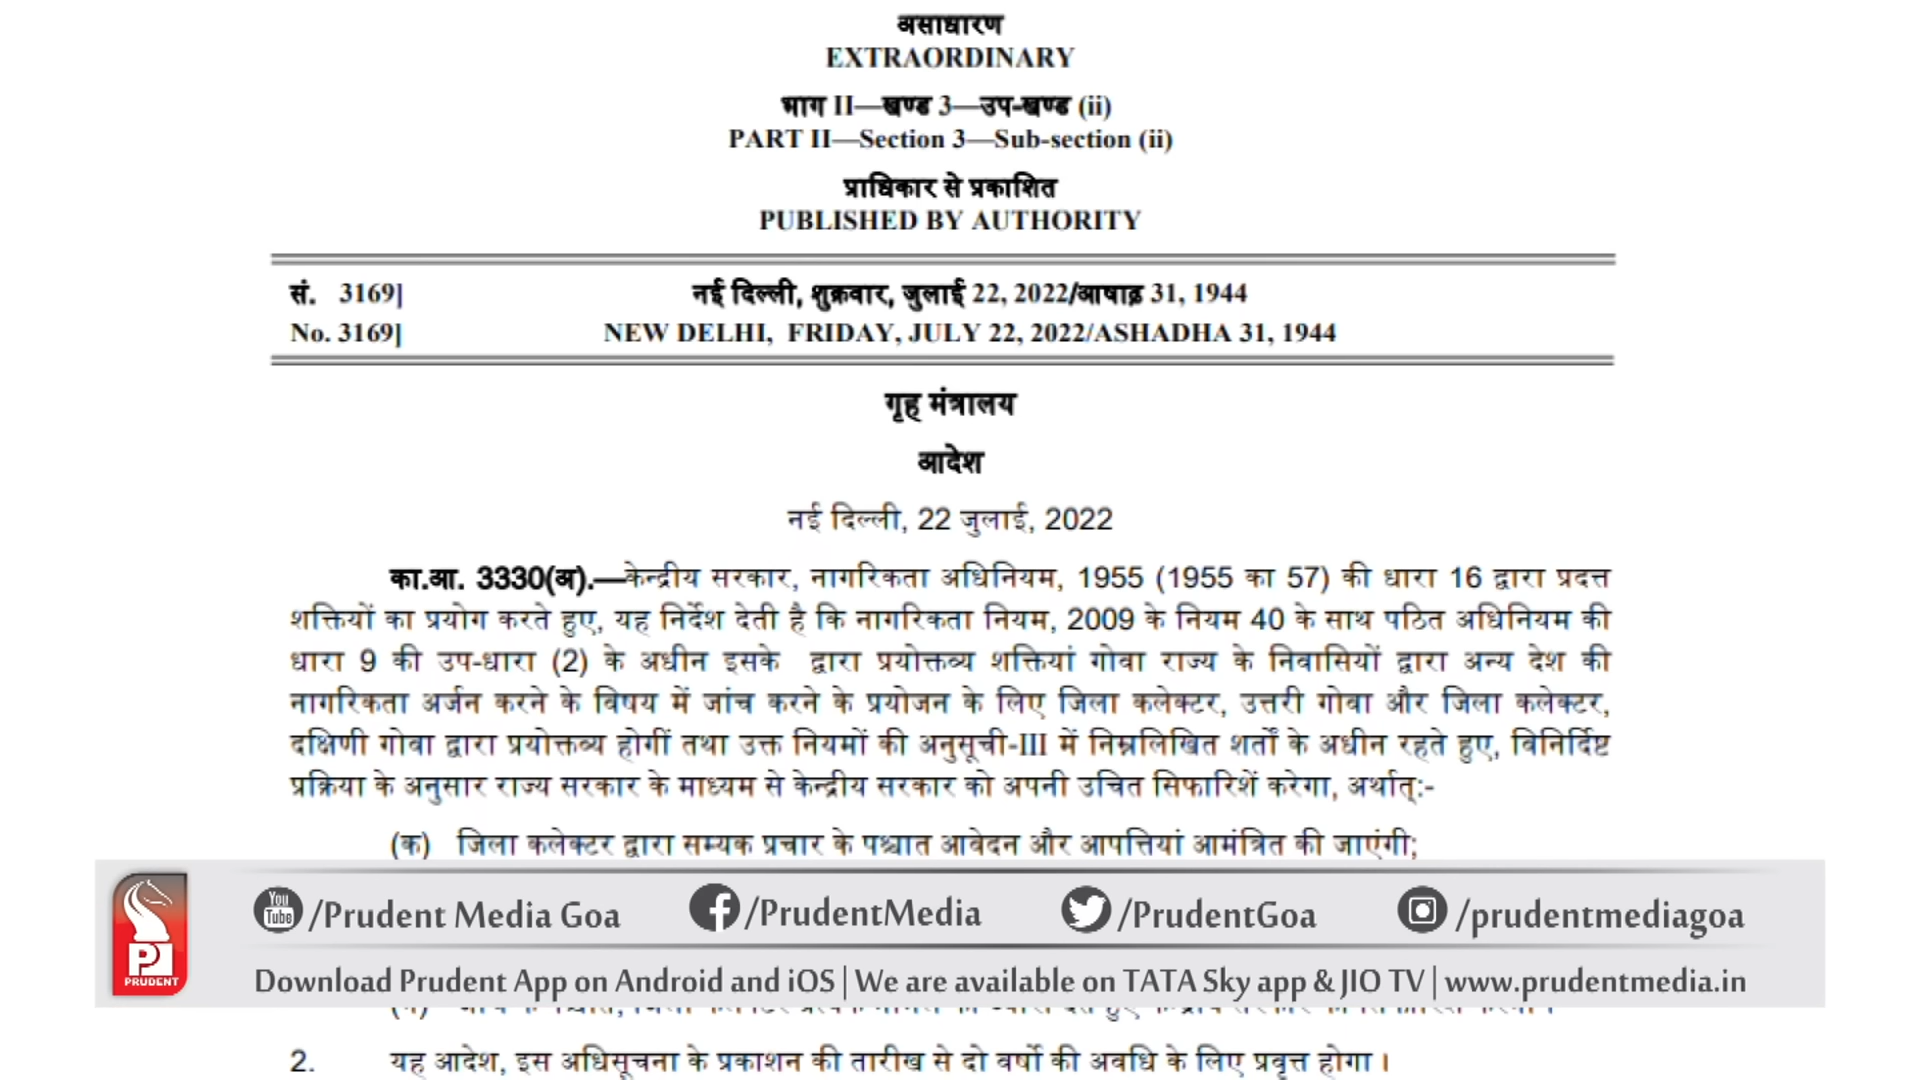 असाधारण
EXTRAORDINARY
भाग II—खण्ड 3—उप-खण्ड (ii)
PART II—Section 3—Sub-section (ii)
प्राधिकार से प्रकाशित
PUBLISHED BY AUTHORITY
सं. 3169] नई दिल्ली, शुक्रवार, जुलाई 22, 2022/आषाढ़ 31, 1944
No. 3169] NEW DELHI, FRIDAY, JULY 22, 2022/ASHADHA 31, 1944
गृह मंत्रालय
आदेश
नई दिल्ली, 22 जुलाई, 2022
का.आ. 3330(अ).—केन्द्रीय सरकार, नागरिकता अधिनियम, 1955 (1955 का 57) की धारा 16 द्वारा प्रदत्त
शक्तियों का प्रयोग करते हुए, यह निर्देश देती है कि नागरिकता नियम, 2009 के नियम 40 के साथ पठित अधिनियम की
धारा 9 की उप-धारा (2) के अधीन इसके द्वारा प्रयोक्तव्य शक्तियां गोवा राज्य के निवासियों द्वारा अन्य देश की
नागरिकता अर्जन करने के विषय में जांच करने के प्रयोजन के लिए जिला कलेक्टर, उत्तरी गोवा और जिला कलेक्टर,
दक्षिणी गोवा द्वारा प्रयोक्तव्य होगीं तथा उक्त नियमों की अनुसूची-III में निम्नलिखित शर्तों के अधीन रहते हुए, विनिर्दिष्ट
प्रक्रिया के अनुसार राज्य सरकार के माध्यम से केन्द्रीय सरकार को अपनी उचित सिफारिशें करेगा, अर्थात्:-
(क) जिला कलेक्टर द्वारा सम्यक प्रचार के पश्चात आवेदन और आपत्तियां आमंत्रित की जाएंगी;
You Tube /Prudent Media Goa /PrudentMedia /PrudentGoa /prudentmediagoa
PRUDENT
Download Prudent App on Android and iOS | We are available on TATA Sky app & JIO TV | www.prudentmedia.in
2. यह आदेश, इस अधिसूचना के प्रकाशन की तारीख से दो वर्षो की अवधि के लिए प्रवृत्त होगा ।